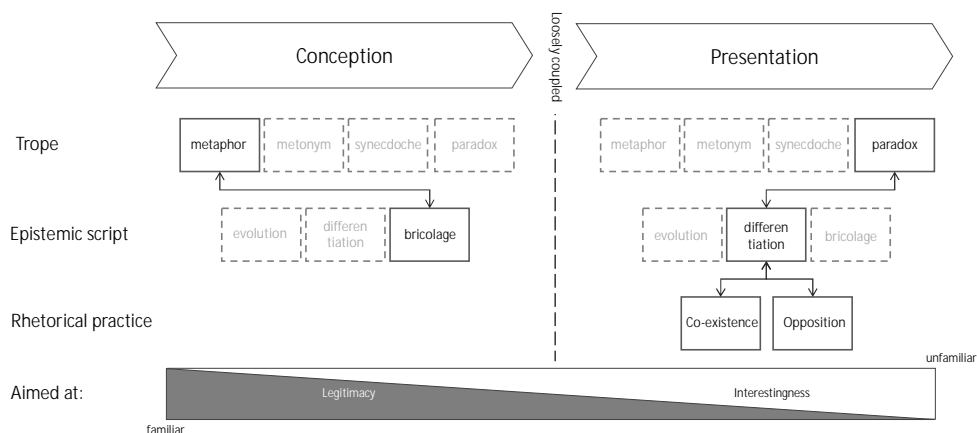 Conception
Loosely coupled
Presentation
Trope
metaphor
metonym
synecdoche
paradox
metaphor
metonym
synecdoche
paradox
Epistemic script
evolution
differen
tiation
bricolage
evolution
differen
tiation
bricolage
Rhetorical practice
Co-existence
Opposition
unfamiliar
Aimed at:
Legitimacy
Interestingness
familiar